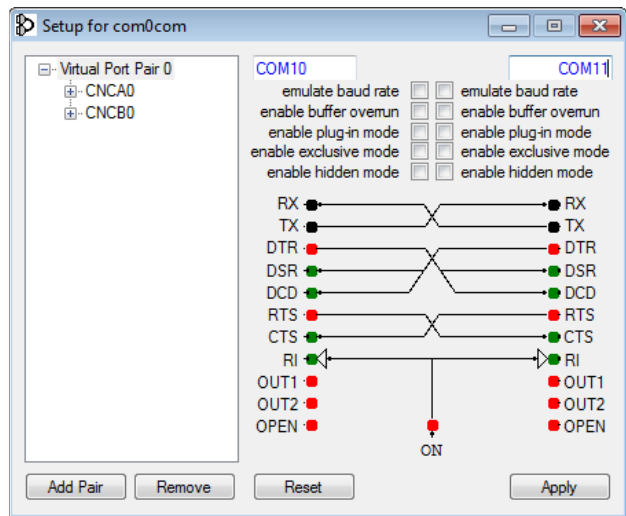 Setup for com0com
Virtual Port Pair 0
CNCA0
CNCB0
COM10 COM11
emulate baud rate emulate baud rate
enable buffer overrun enable buffer overrun
enable plug-in mode enable plug-in mode
enable exclusive mode enable exclusive mode
enable hidden mode enable hidden mode
RX RX
TX TX
DTR DTR
DSR DSR
DCD DCD
RTS RTS
CTS CTS
RI RI
OUT1 OUT1
OUT2 OUT2
OPEN OPEN
ON
Add Pair Remove Reset Apply